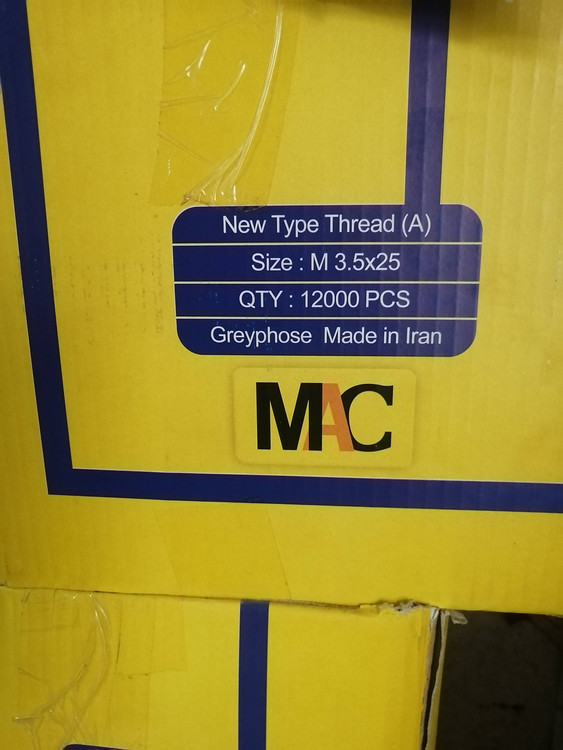 New Type Thread (A)
Size : M 3.5x25
QTY : 12000 PCS
Greyphose Made in Iran
MAC